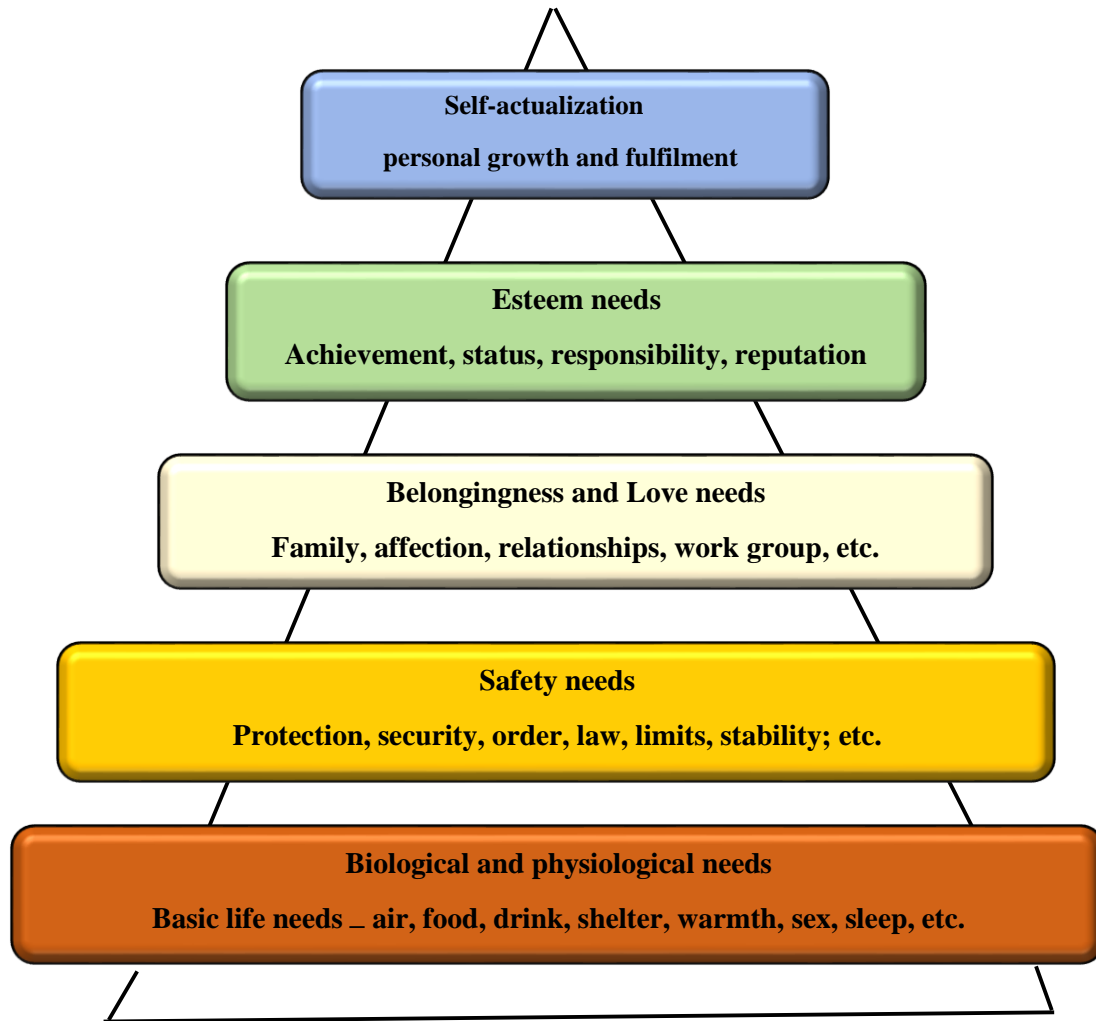 Self-actualization
personal growth and fulfilment
Esteem needs
Achievement, status, responsibility, reputation
Belongingness and Love needs
Family, affection, relationships, work group, etc.
Safety needs
Protection, security, order, law, limits, stability; etc.
Biological and physiological needs
Basic life needs – air, food, drink, shelter, warmth, sex, sleep, etc.